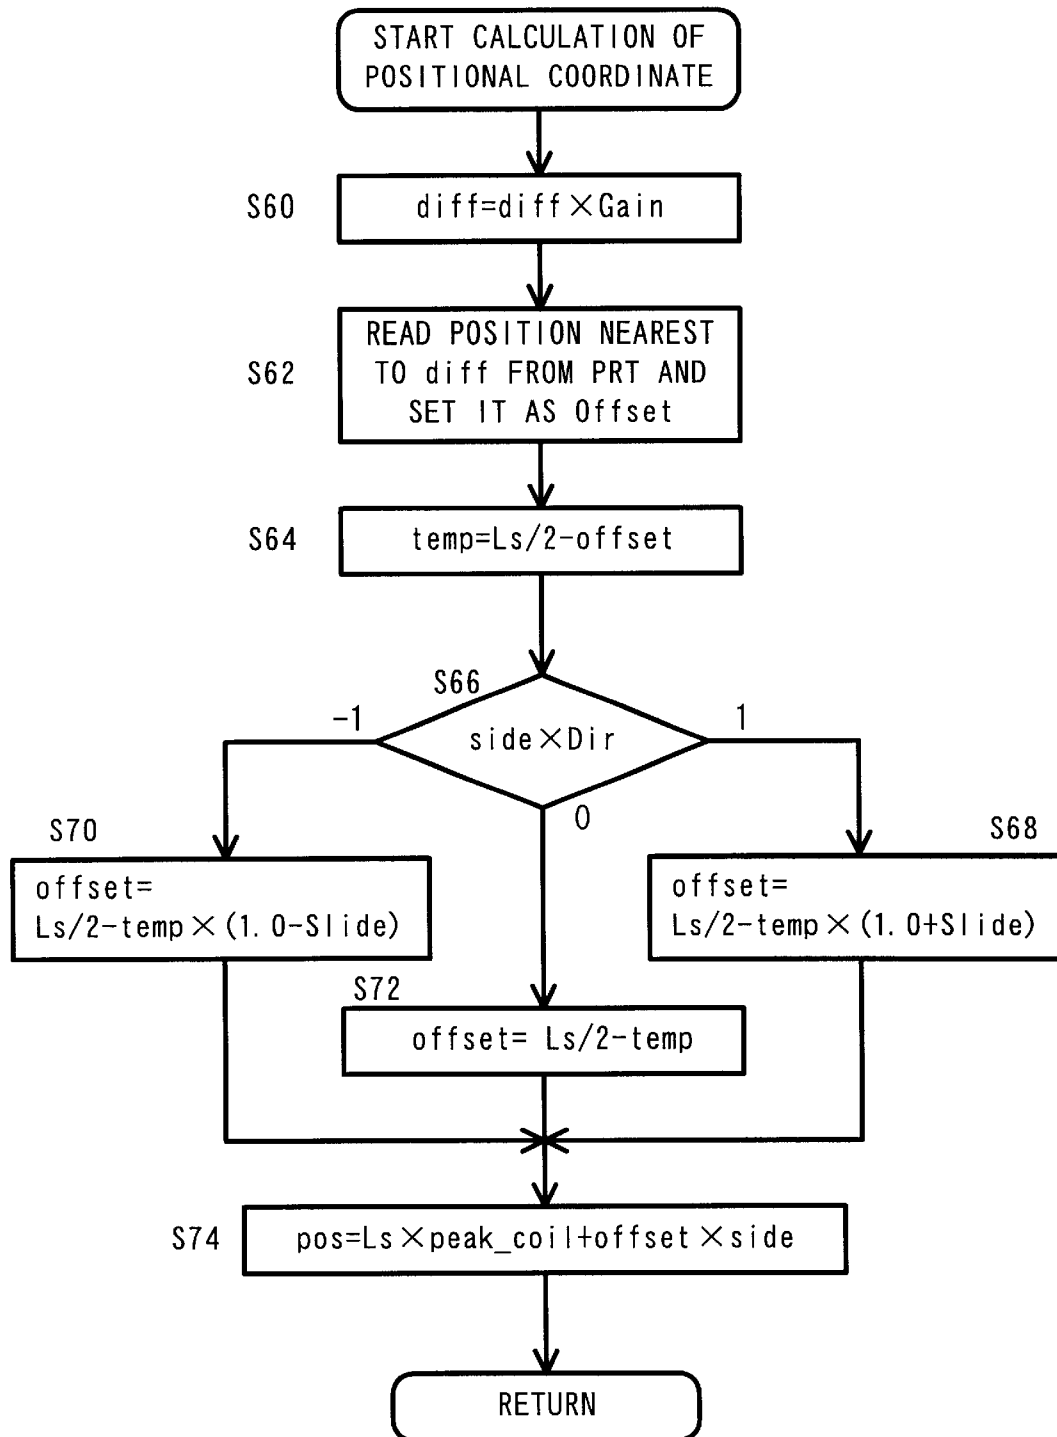 START CALCULATION OF
POSITIONAL COORDINATE
S60
diff=diff×Gain
S62
READ POSITION NEAREST
TO diff FROM PRT AND
SET IT AS Offset
S64
temp=Ls/2-offset
S66
-1
side×Dir
1
0
S70
offset=
Ls/2-temp×(1.0-Slide)
S68
offset=
Ls/2-temp×(1.0+Slide)
S72
offset= Ls/2-temp
S74
pos=Ls×peak_coil+offset×side
RETURN